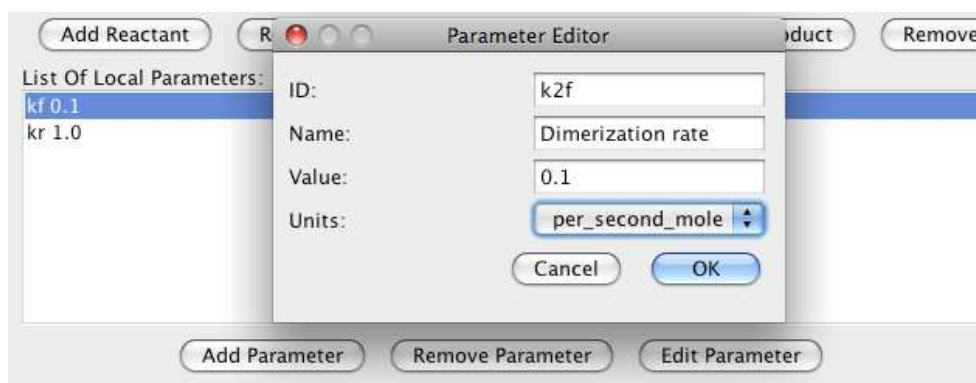 Add Reactant
Parameter Editor
Remove
List Of Local Parameters:
kf 0.1
kr 1.0
ID:
k2f
Name:
Dimerization rate
Value:
0.1
Units:
per_second_mole
Cancel
OK
Add Parameter
Remove Parameter
Edit Parameter